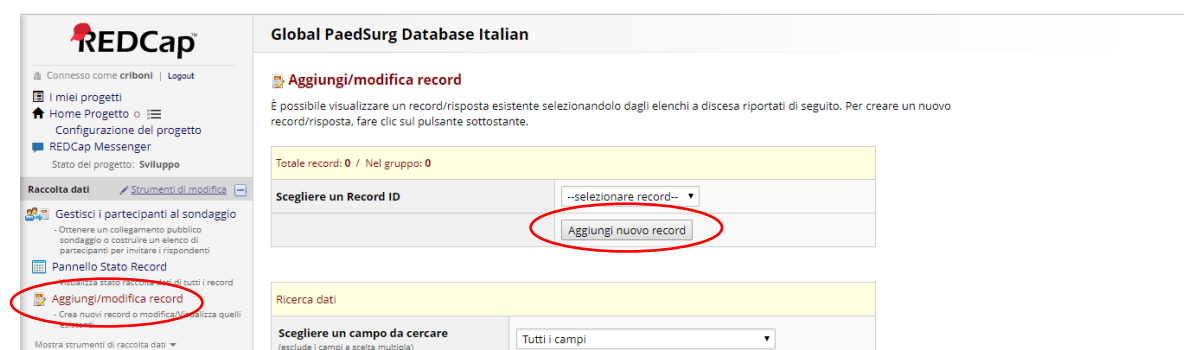 REDCap™
Connesso come criboni | Logout
I miei progetti
Home Progetto o
Configurazione del progetto
REDCap Messenger
Stato del progetto: Sviluppo
Raccolta dati Strumenti di modifica
Gestisci i partecipanti al sondaggio
- Ottenere un collegamento pubblico
sondaggio o costruire un elenco di
partecipanti per invitare i rispondenti
Pannello Stato Record
- Visualizza stato raccolta dati di tutti i record
Aggiungi/modifica record
- Crea nuovi record o modifica/Visualizza quelli
esistenti
Mostra strumenti di raccolta dati
Global PaedSurg Database Italian
Aggiungi/modifica record
È possibile visualizzare un record/risposta esistente selezionandolo dagli elenchi a discesa riportati di seguito. Per creare un nuovo
record/risposta, fare clic sul pulsante sottostante.
Totale record: 0 / Nel gruppo: 0
Scegliere un Record ID --selezionare record--
Aggiungi nuovo record
Ricerca dati
Scegliere un campo da cercare Tutti i campi
(esclude i campi a scelta multipla)